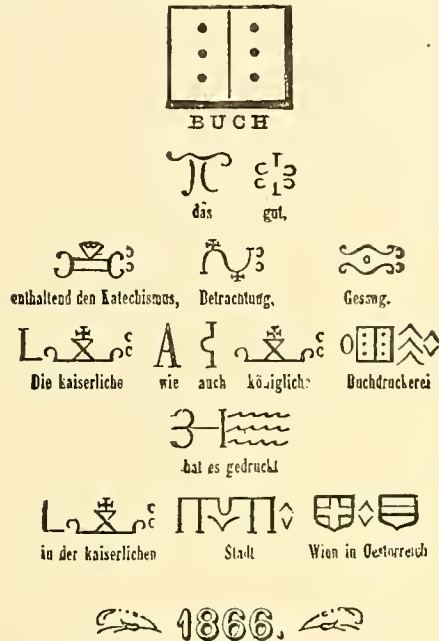 BUCH
das gut,
enthaltend den Katechismus, Betrachtung, Gesang.
Die kaiserliche wie auch königliche Buchdruckerei
hat es gedruckt
in der kaiserlichen Stadt Wien in Oesterreich
1866.